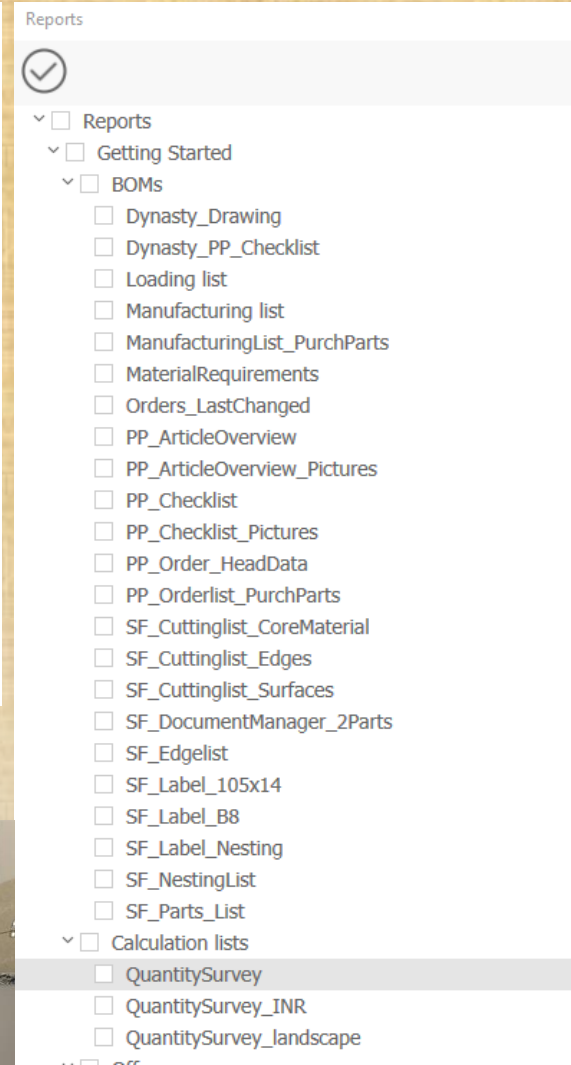 Reports
Reports
Getting Started
BOMs
Dynasty_Drawing
Dynasty_PP_Checklist
Loading list
Manufacturing list
ManufacturingList_PurchParts
MaterialRequirements
Orders_LastChanged
PP_ArticleOverview
PP_ArticleOverview_Pictures
PP_Checklist
PP_Checklist_Pictures
PP_Order_HeadData
PP_Orderlist_PurchParts
SF_Cuttinglist_CoreMaterial
SF_Cuttinglist_Edges
SF_Cuttinglist_Surfaces
SF_DocumentManager_2Parts
SF_Edgelist
SF_Label_105x14
SF_Label_B8
SF_Label_Nesting
SF_NestingList
SF_Parts_List
Calculation lists
QuantitySurvey
QuantitySurvey_INR
QuantitySurvey_landscape